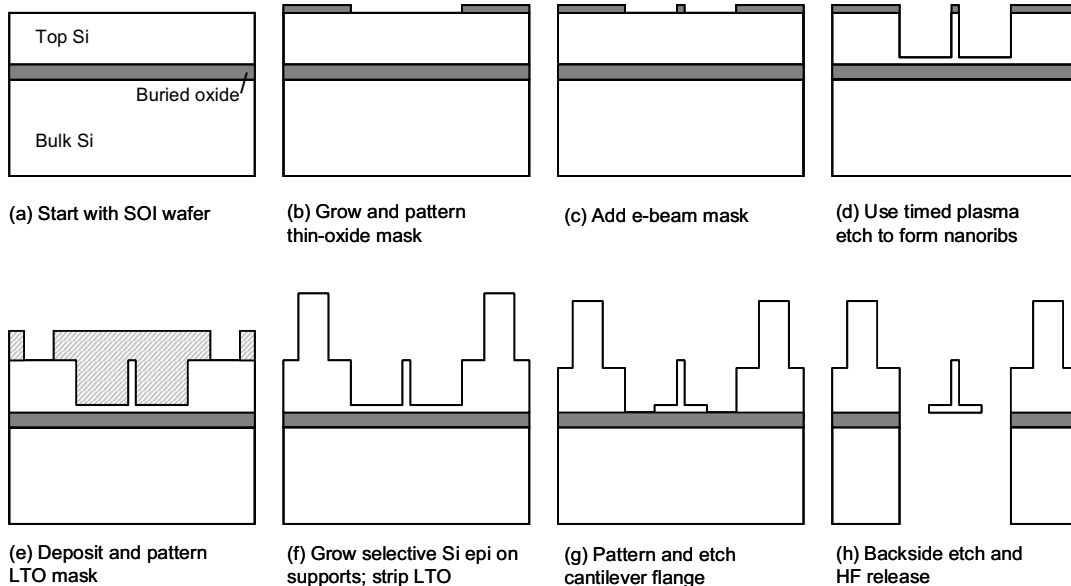 Top Si
Buried oxide
Bulk Si
(a) Start with SOI wafer
(b) Grow and pattern
thin-oxide mask
(c) Add e-beam mask
(d) Use timed plasma
etch to form nanoribs
(e) Deposit and pattern
LTO mask
(f) Grow selective Si epi on
supports; strip LTO
(g) Pattern and etch
cantilever flange
(h) Backside etch and
HF release